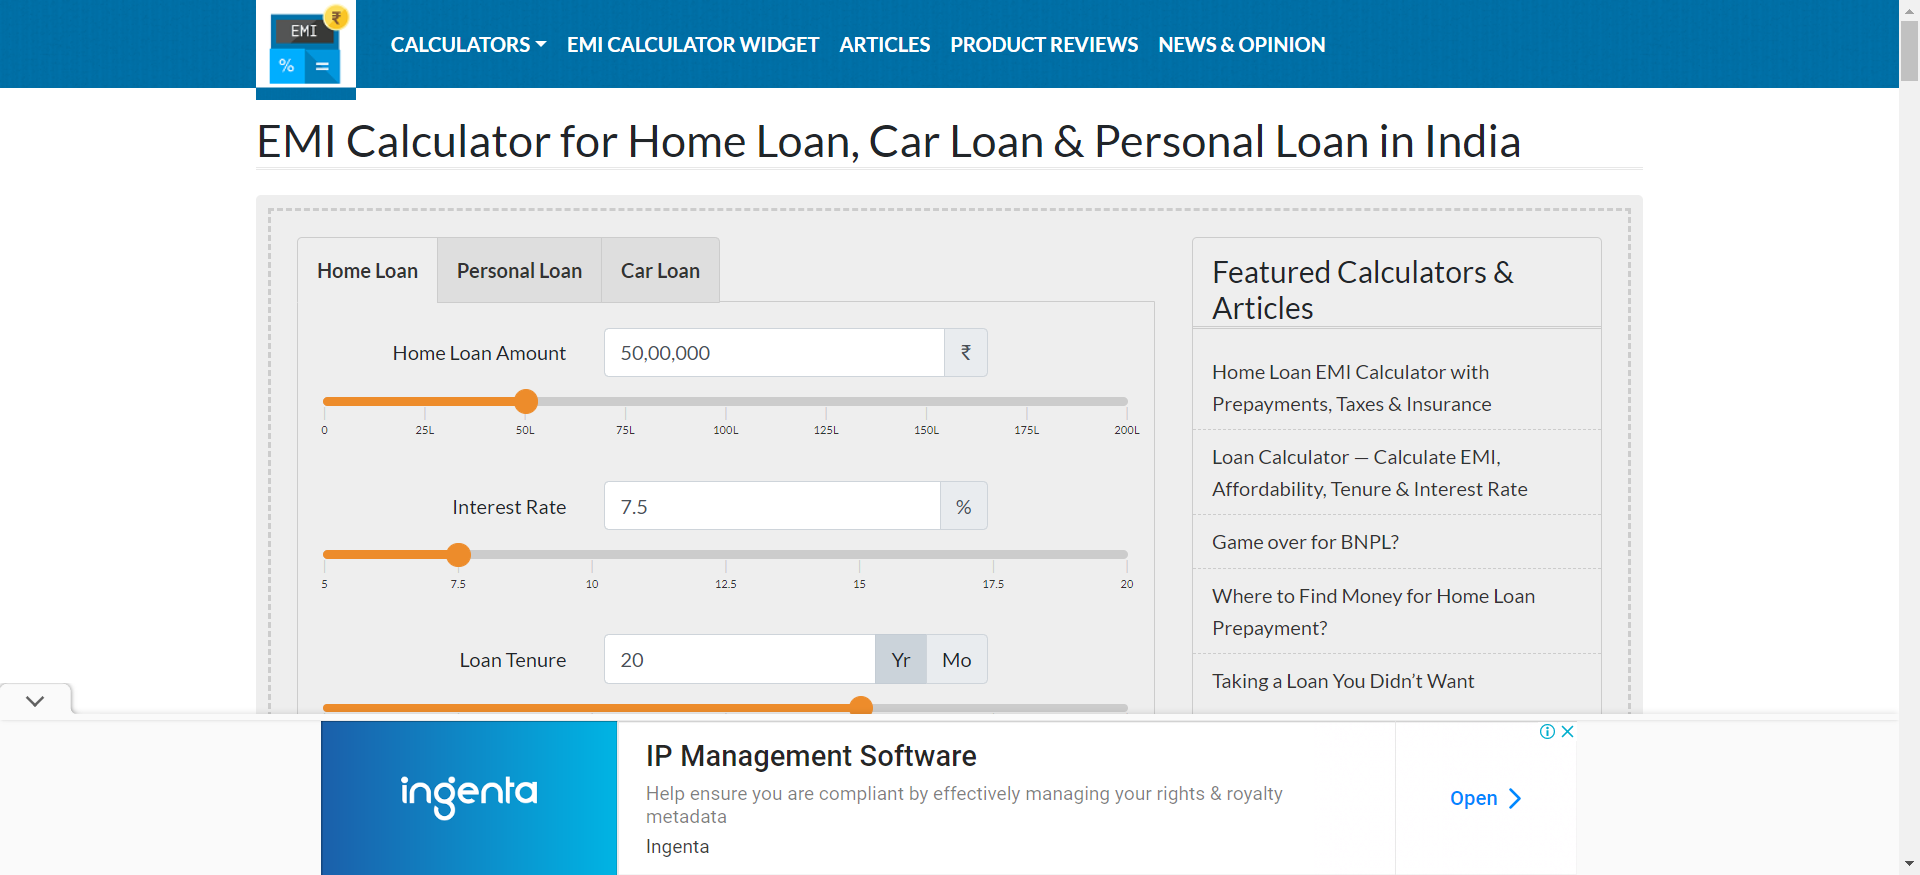 EMI
₹
%
=
CALCULATORS
EMI CALCULATOR WIDGET
ARTICLES
PRODUCT REVIEWS
NEWS & OPINION
EMI Calculator for Home Loan, Car Loan & Personal Loan in India
Home Loan
Personal Loan
Car Loan
Home Loan Amount
50,00,000
₹
0
25L
50L
75L
100L
125L
150L
175L
200L
Interest Rate
7.5
%
5
7.5
10
12.5
15
17.5
20
Loan Tenure
20
Yr
Mo
Featured Calculators &
Articles
Home Loan EMI Calculator with
Prepayments, Taxes & Insurance
Loan Calculator — Calculate EMI,
Affordability, Tenure & Interest Rate
Game over for BNPL?
Where to Find Money for Home Loan
Prepayment?
Taking a Loan You Didn’t Want
ingenta
IP Management Software
Help ensure you are compliant by effectively managing your rights & royalty
metadata
Ingenta
Open